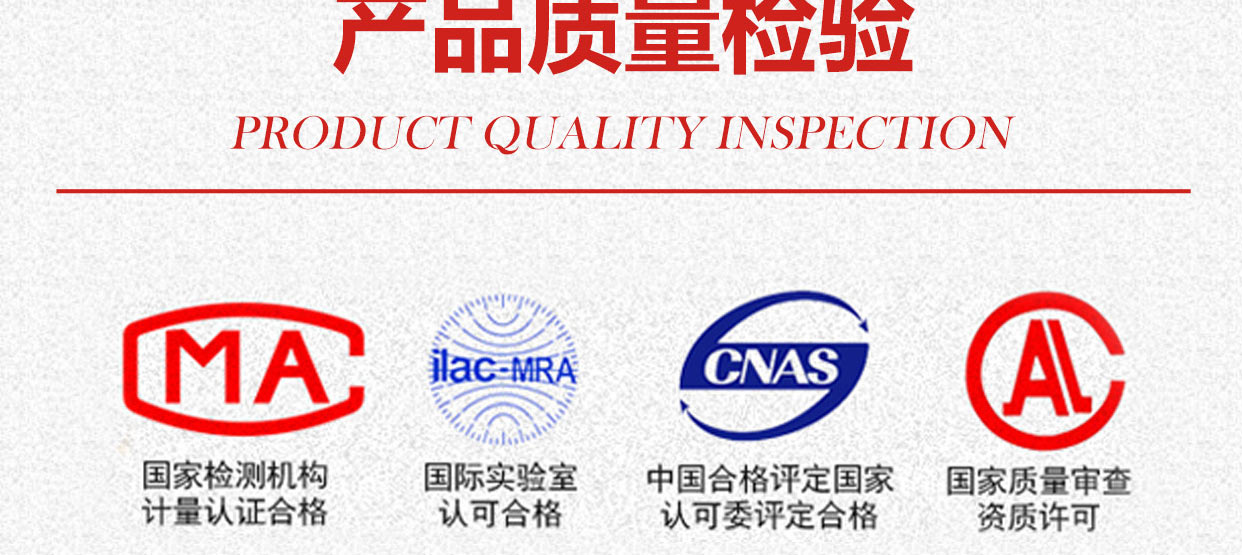 产品质量检验
PRODUCT QUALITY INSPECTION
MA
ilac-MRA
CNAS
AL
国家检测机构
计量认证合格
国际实验室
认可合格
中国合格评定国家
认可委评定合格
国家质量审查
资质许可